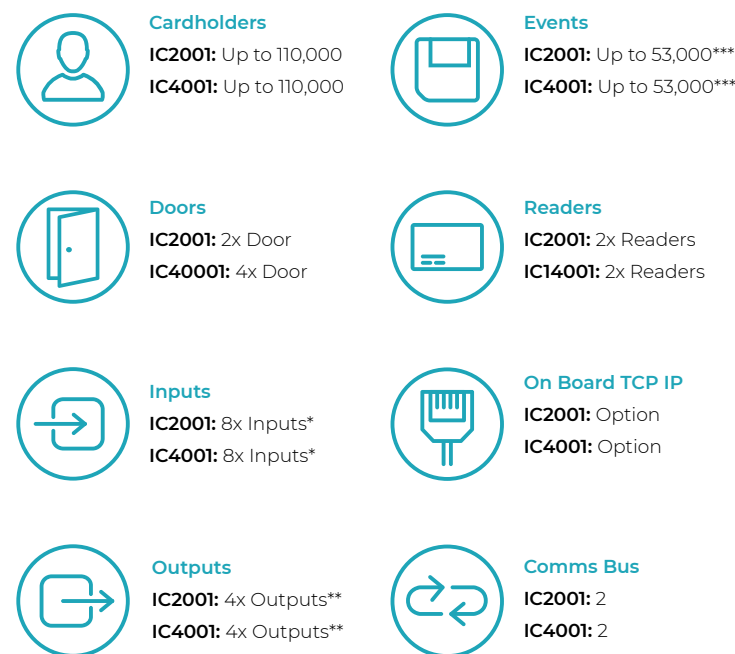 Cardholders
IC2001: Up to 110,000
IC4001: Up to 110,000
Events
IC2001: Up to 53,000***
IC4001: Up to 53,000***
Doors
IC2001: 2x Door
IC40001: 4x Door
Readers
IC2001: 2x Readers
IC14001: 2x Readers
Inputs
IC2001: 8x Inputs*
IC4001: 8x Inputs*
On Board TCP IP
IC2001: Option
IC4001: Option
Outputs
IC2001: 4x Outputs**
IC4001: 4x Outputs**
Comms Bus
IC2001: 2
IC4001: 2